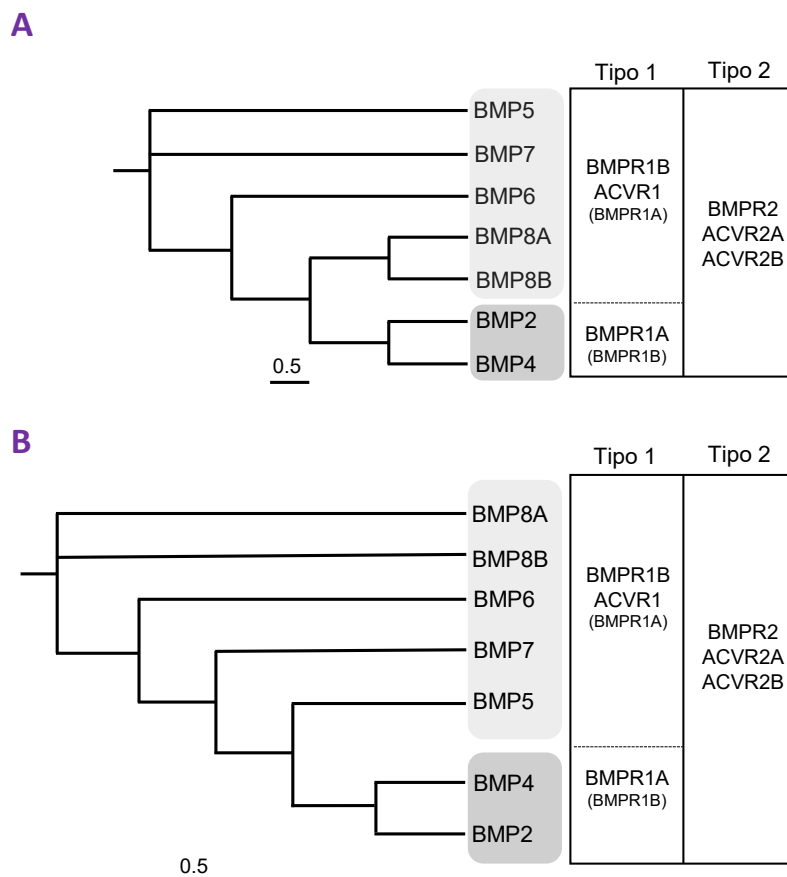 A
Tipo 1 Tipo 2
BMP5
BMP7
BMP6
BMP8A
BMP8B
BMP2
BMP4
BMPR1B
ACVR1
(BMPR1A)
BMPR1A
(BMPR1B)
BMPR2
ACVR2A
ACVR2B
0.5
B
Tipo 1 Tipo 2
BMP8A
BMP8B
BMP6
BMP7
BMP5
BMP4
BMP2
BMPR1B
ACVR1
(BMPR1A)
BMPR1A
(BMPR1B)
BMPR2
ACVR2A
ACVR2B
0.5